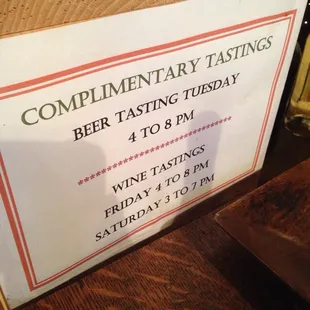 COMPLIMENTARY TASTINGS
BEER TASTING TUESDAY
4 TO 8 PM
********************
WINE TASTINGS
FRIDAY 4 TO 8 PM
SATURDAY 3 TO 7 PM